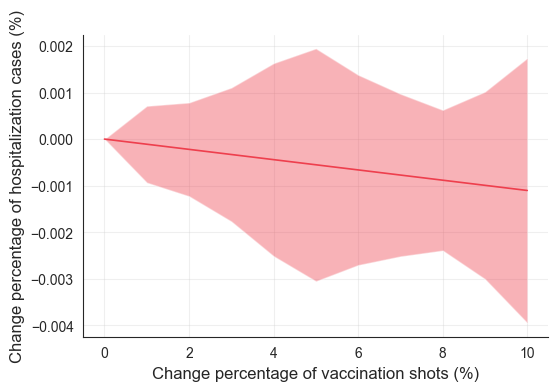 Change percentage of hospitalization cases (%)
0.002
0.001
0.000
−0.001
−0.002
−0.003
−0.004
0 2 4 6 8 10
Change percentage of vaccination shots (%)